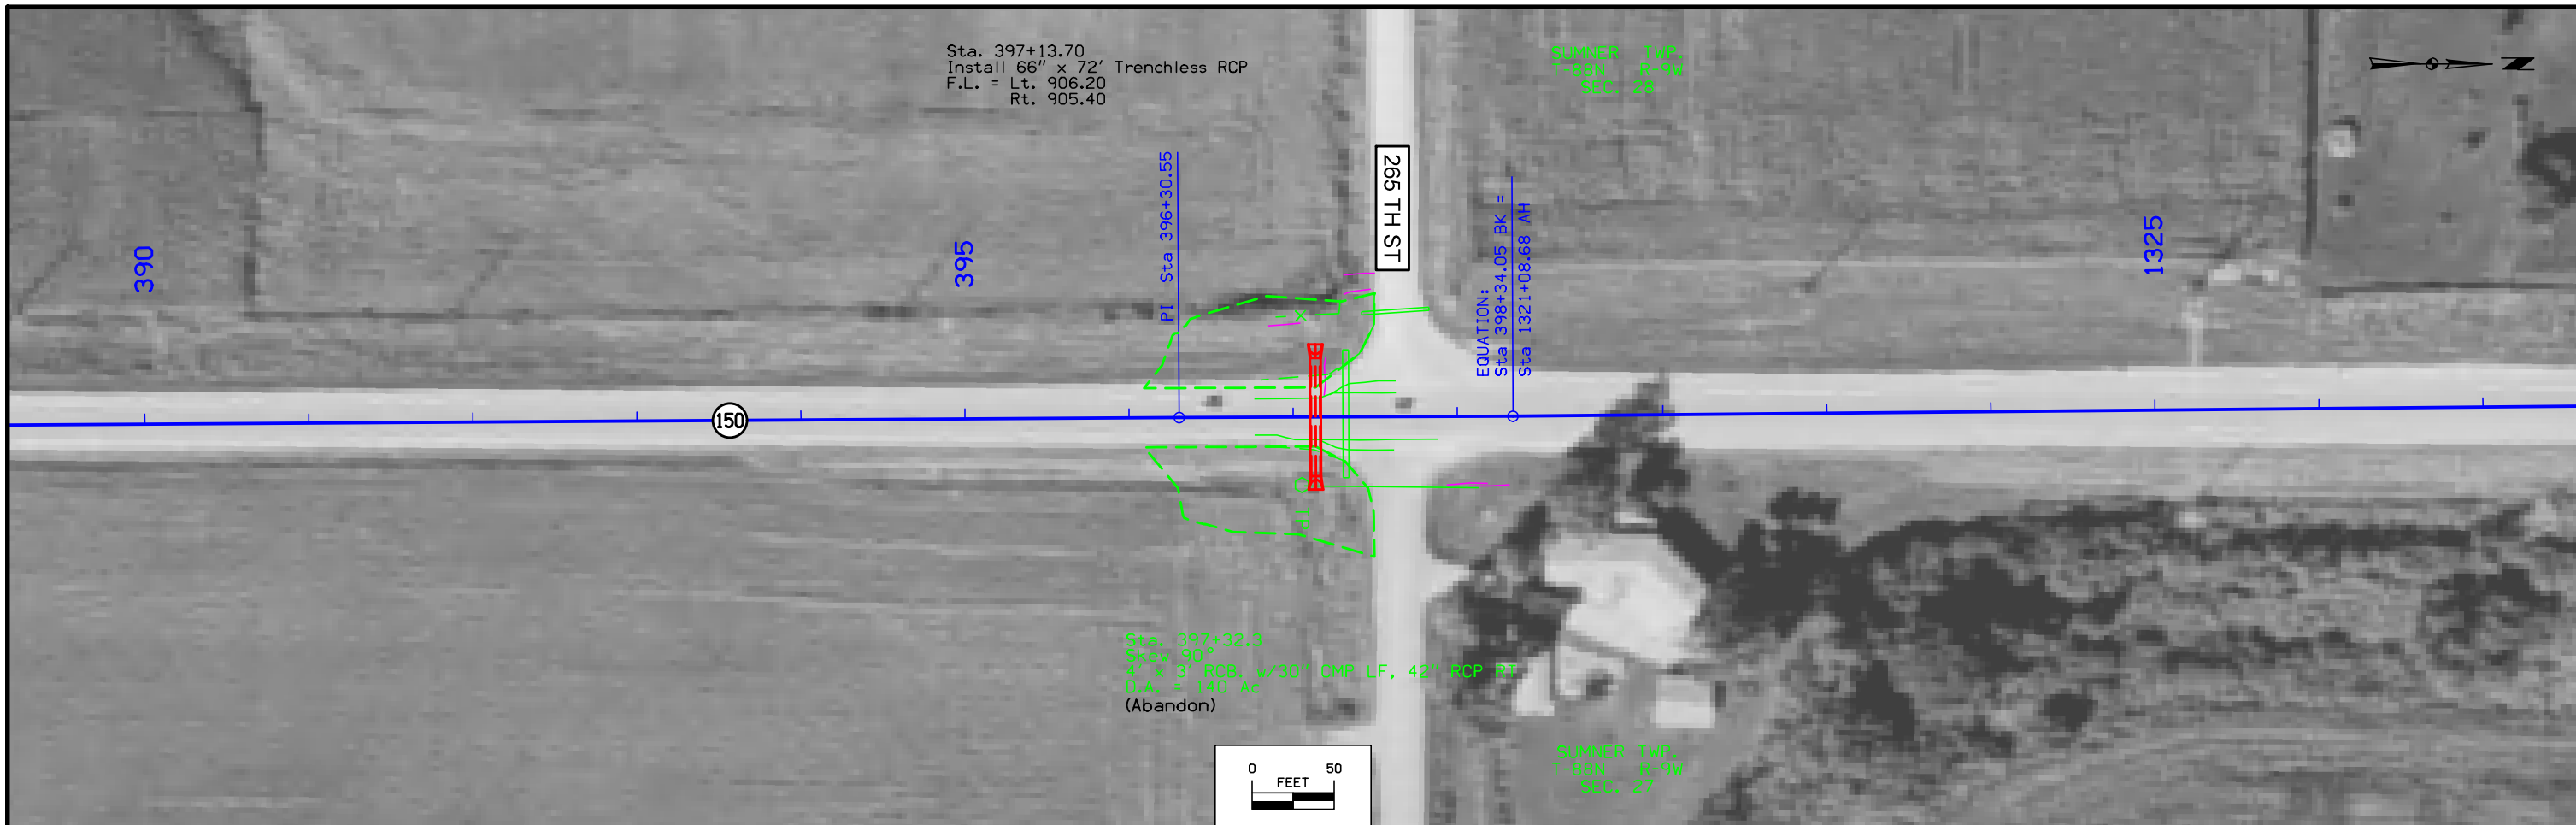 Sta. 397+13.70
Install 66" x 72' Trenchless RCP
F.L. = Lt. 906.20
Rt. 905.40
SUMNER TWP.
T-88N R-9W
SEC. 28
390
395
PI Sta 396+30.55
265 TH ST
EQUATION:
Sta 398+34.05 BK =
Sta 1321+08.68 AH
1325
150
X
TP
Sta. 397+32.3
Skew 90°
4' x 3' RCB, w/30" CMP LF, 42" RCP RT
D.A. = 140 Ac
(Abandon)
SUMNER TWP.
T-88N R-9W
SEC. 27
0 50
FEET